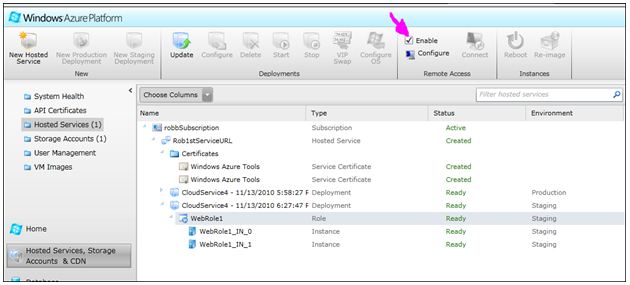 Windows Azure Platform
New Hosted Service
New Production Deployment
New Staging Deployment
New
Update
Configure
Delete
Start
Stop
VIP Swap
Configure OS
Deployments
Enable
Configure
Connect
Remote Access
Reboot
Re-image
Instances
System Health
API Certificates
Hosted Services (1)
Storage Accounts (1)
User Management
VM Images
Home
Hosted Services, Storage Accounts & CDN
Choose Columns
Filter hosted services
Name Type Status Environment
robbSubscription Subscription Active
Rob1stServiceURL Hosted Service Created
Certificates
Windows Azure Tools Service Certificate Created
Windows Azure Tools Service Certificate Created
CloudService4 - 11/13/2010 5:58:27 P Deployment Ready Production
CloudService4 - 11/13/2010 6:27:47 P Deployment Ready Staging
WebRole1 Role Ready Staging
WebRole1_IN_0 Instance Ready Staging
WebRole1_IN_1 Instance Ready Staging